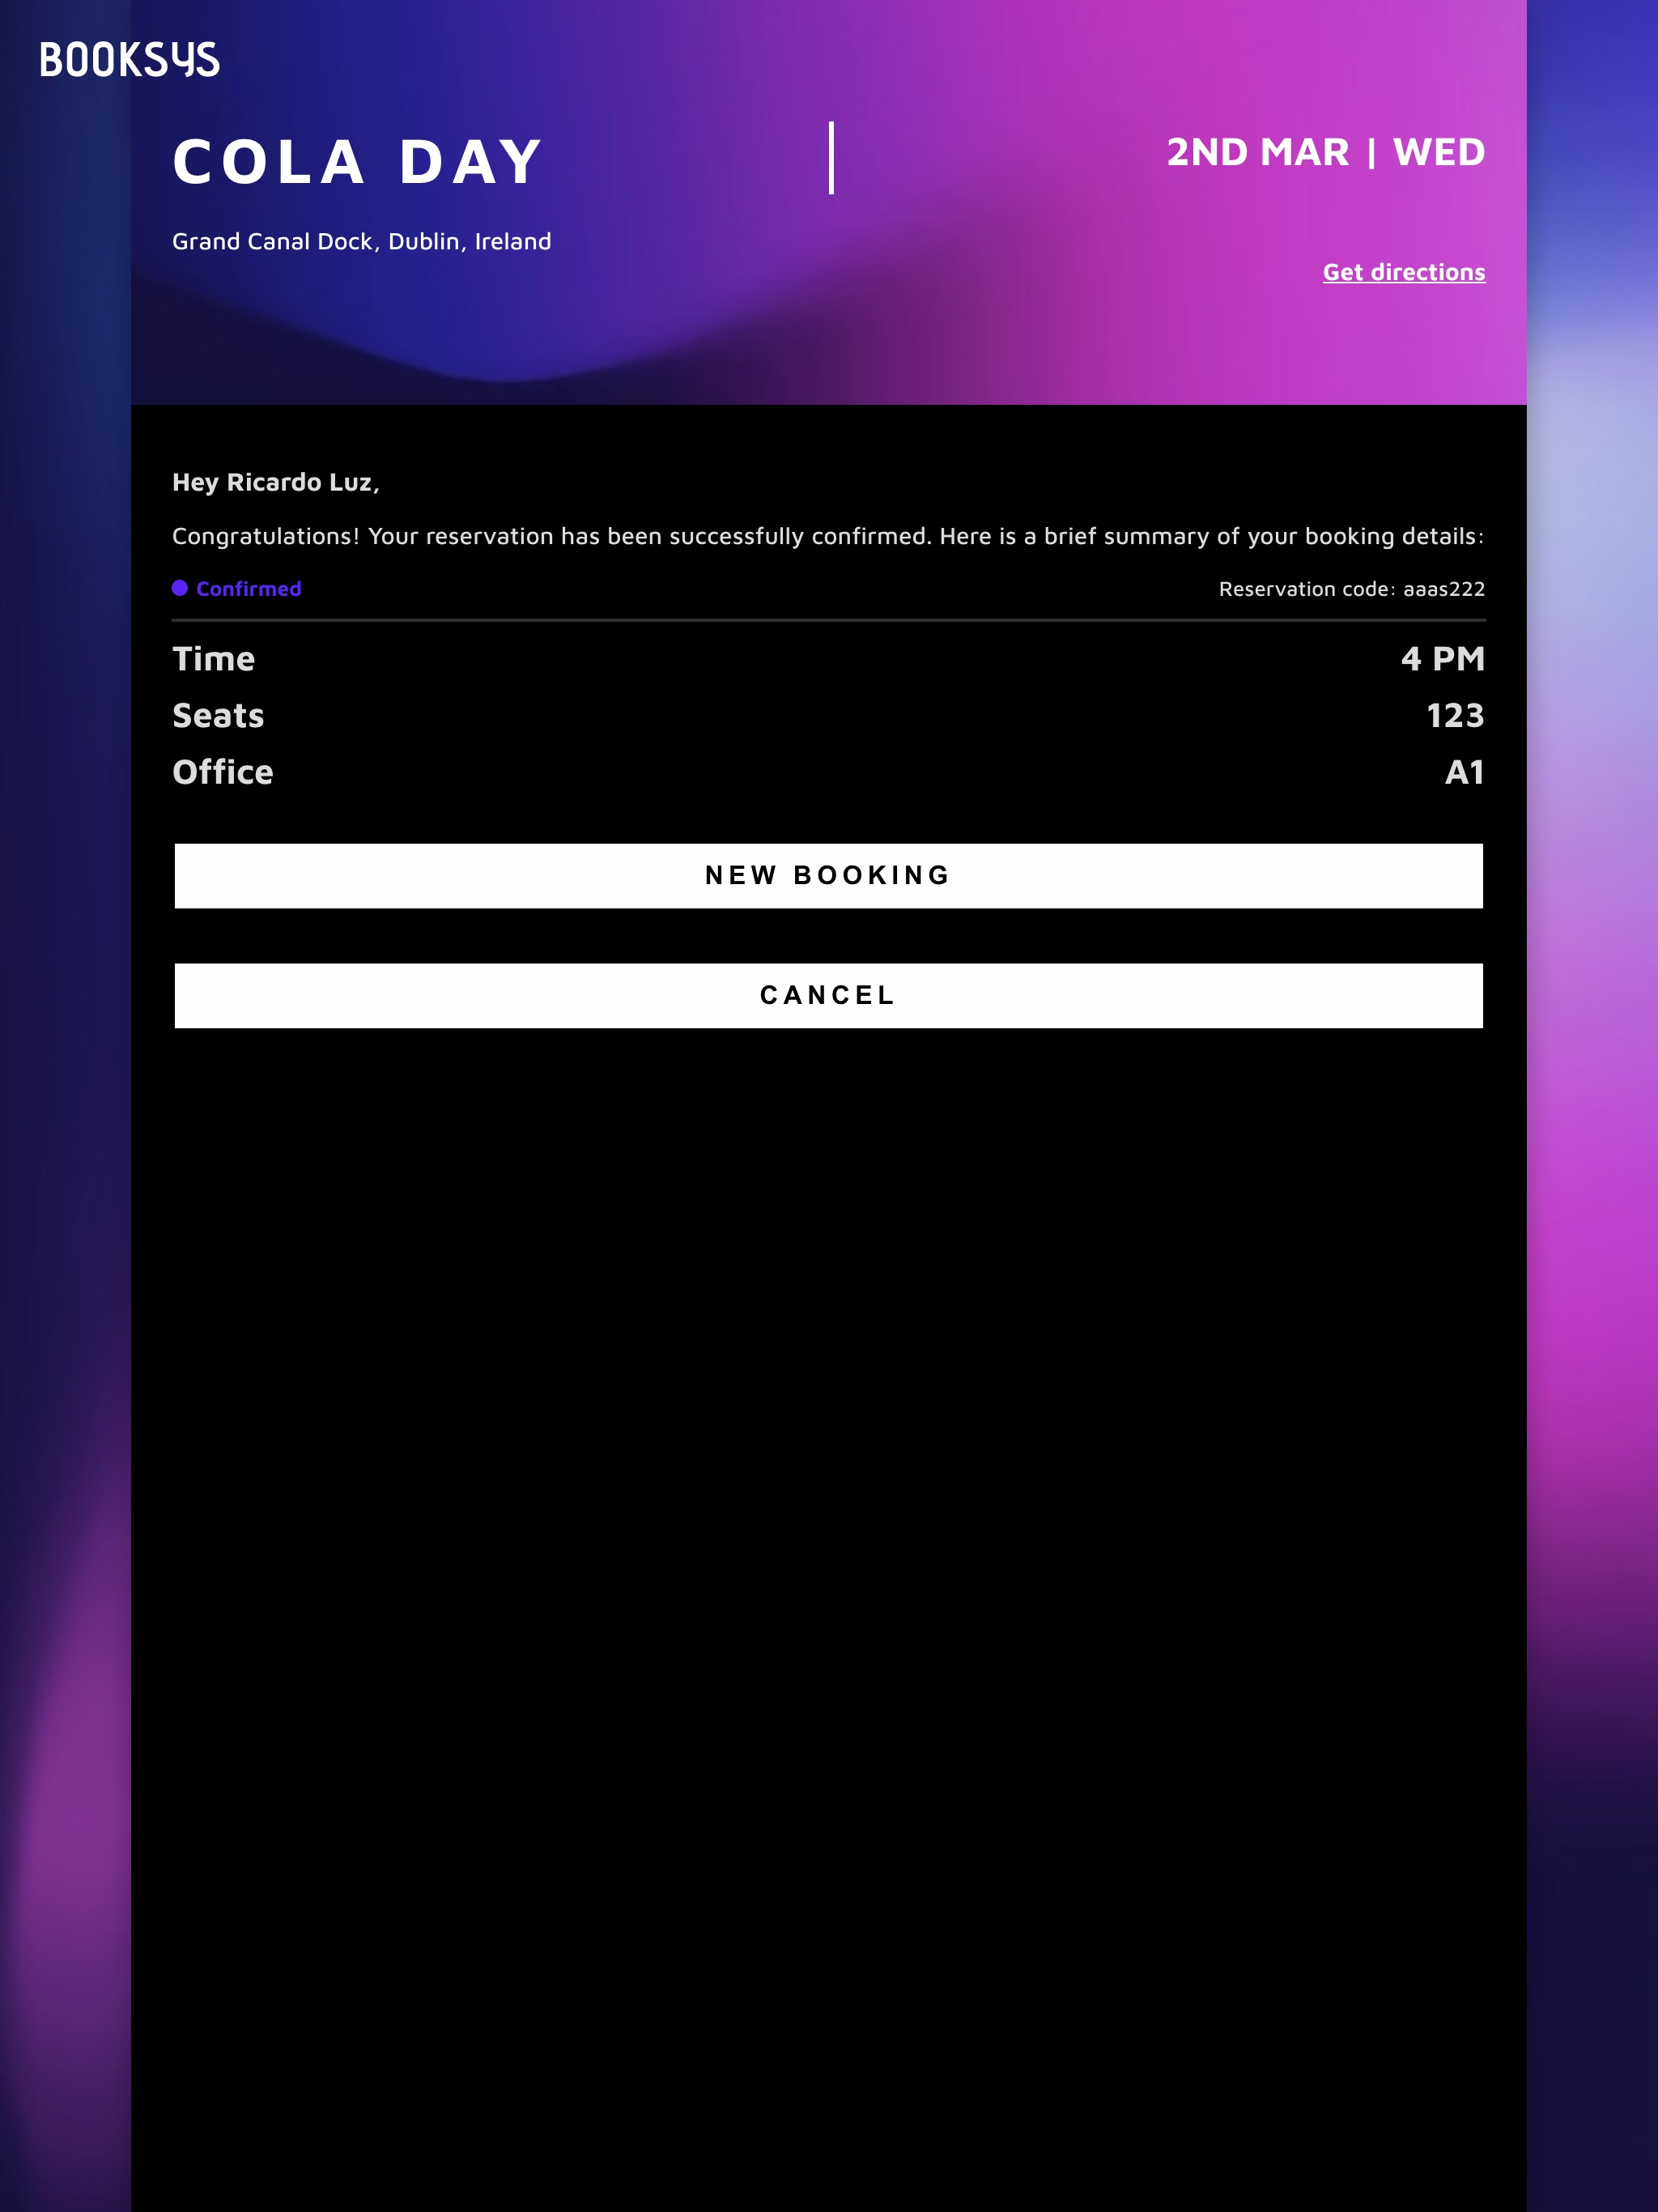 BOOKSYS
COLA DAY
2ND MAR | WED
Grand Canal Dock, Dublin, Ireland
Get directions
Hey Ricardo Luz,
Congratulations! Your reservation has been successfully confirmed. Here is a brief summary of your booking details:
Confirmed
Reservation code: aaas222
Time 4 PM
Seats 123
Office A1
NEW BOOKING
CANCEL